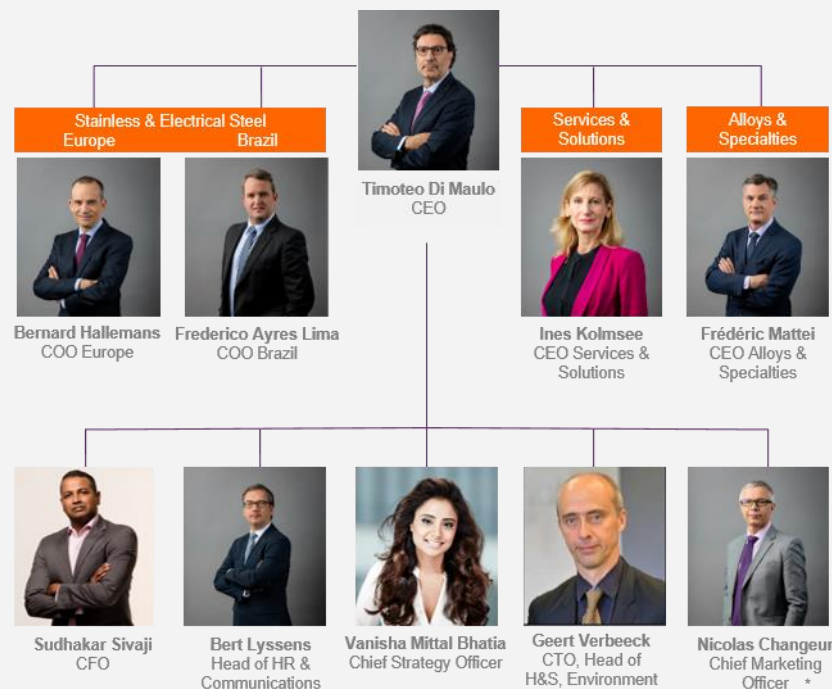 Stainless & Electrical Steel
Europe Brazil
Services &
Solutions
Alloys &
Specialties
Timoteo Di Maulo
CEO
Bernard Hallemans
COO Europe
Frederico Ayres Lima
COO Brazil
Ines Kolmsee
CEO Services &
Solutions
Frédéric Mattei
CEO Alloys &
Specialties
Sudhakar Sivaji
CFO
Bert Lyssens
Head of HR &
Communications
Vanisha Mittal Bhatia
Chief Strategy Officer
Geert Verbeeck
CTO, Head of
H&S, Environment
Nicolas Changeur
Chief Marketing
Officer *